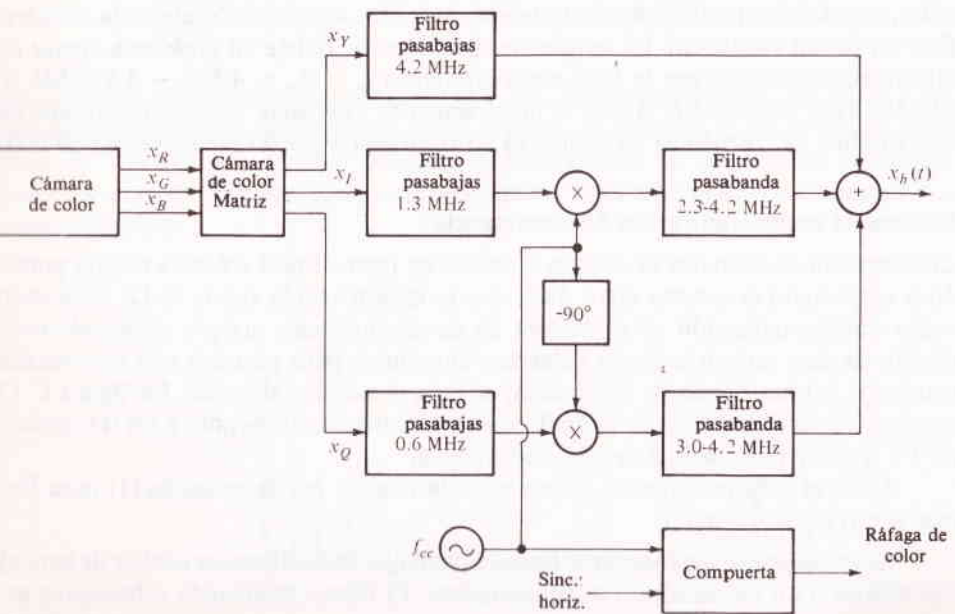 x_Y
Filtro
pasabajas
4.2 MHz
x_R
x_G
x_B
Cámara
de color
Cámara
de color
Matriz
x_I
Filtro
pasabajas
1.3 MHz
×
Filtro
pasabanda
2.3-4.2 MHz
+
x_b(t)
-90°
x_Q
Filtro
pasabajas
0.6 MHz
×
Filtro
pasabanda
3.0-4.2 MHz
f_cc
Sinc.:
horiz.
Compuerta
Ráfaga de
color